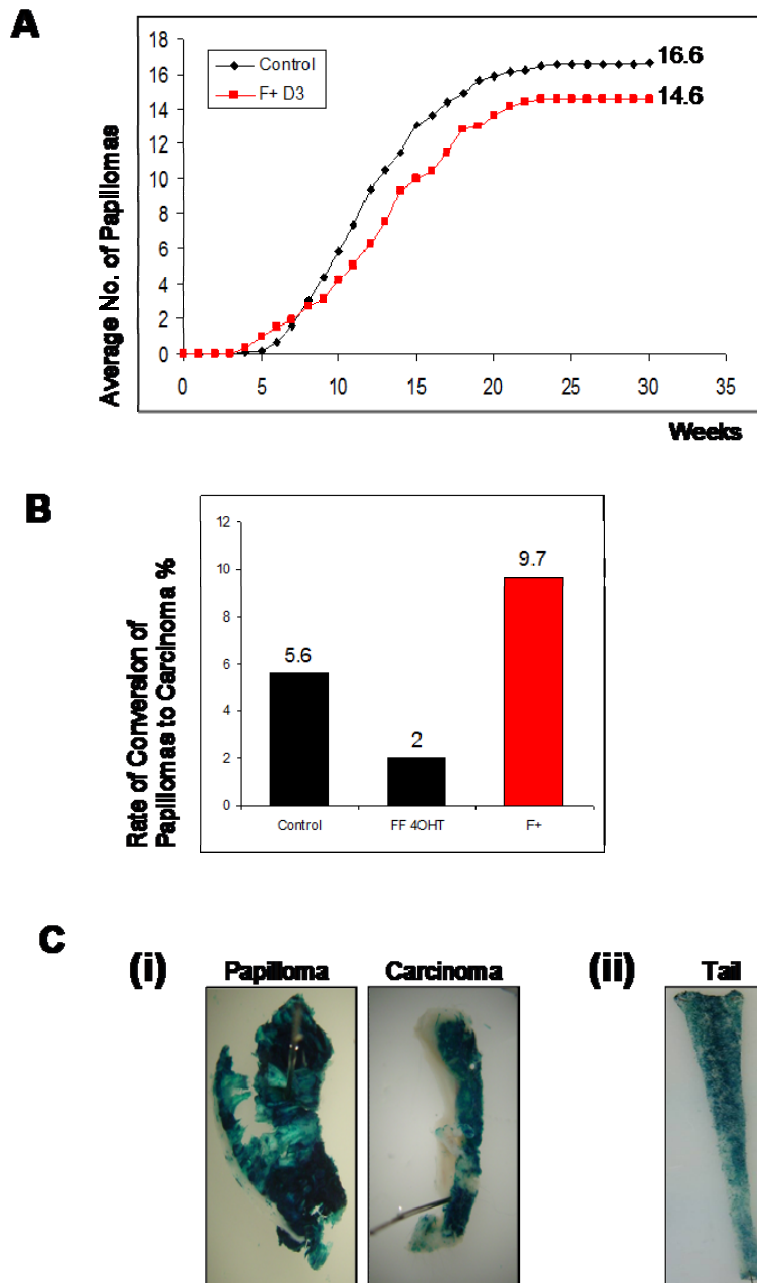 A
18
16
14
12
10
8
6
4
2
0
Control
F+ D3
16.6
14.6
Average No. of Papillomas
0 5 10 15 20 25 30 35
Weeks
B
12
10
8
6
4
2
0
5.6
2
9.7
Rate of Conversion of
Papillomas to Carcinoma %
Control FF 4OHT F+
C
(i) Papilloma Carcinoma (ii) Tail